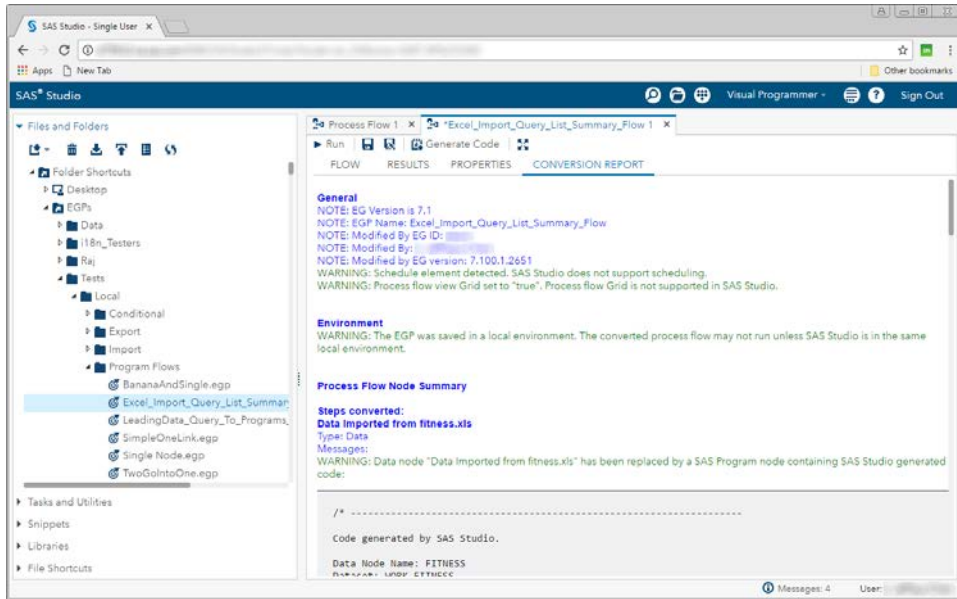 SAS Studio - Single User
Apps New Tab Other bookmarks
SAS® Studio Visual Programmer Sign Out
Files and Folders
Folder Shortcuts
Desktop
EGPs
Data
i18n_Testers
Raj
Tests
Local
Conditional
Export
Import
Program Flows
BananaAndSingle.egp
Excel_Import_Query_List_Summar
LeadingData_Query_To_Programs_
SimpleOneLink.egp
Single Node.egp
TwoGoIntoOne.egp
Tasks and Utilities
Snippets
Libraries
File Shortcuts
Process Flow 1 *Excel_Import_Query_List_Summary_Flow 1
Run Generate Code
FLOW RESULTS PROPERTIES CONVERSION REPORT
General
NOTE: EG Version is 7.1
NOTE: EGP Name: Excel_Import_Query_List_Summary_Flow
NOTE: Modified By EG ID:
NOTE: Modified By:
NOTE: Modified by EG version: 7.100.1.2651
WARNING: Schedule element detected. SAS Studio does not support scheduling.
WARNING: Process flow view Grid set to "true". Process flow Grid is not supported in SAS Studio.
Environment
WARNING: The EGP was saved in a local environment. The converted process flow may not run unless SAS Studio is in the same
local environment.
Process Flow Node Summary
Steps converted:
Data Imported from fitness.xls
Type: Data
Messages:
WARNING: Data node "Data Imported from fitness.xls" has been replaced by a SAS Program node containing SAS Studio generated
code:
/* --------------------------------------------------------------------
Code generated by SAS Studio.
Data Node Name: FITNESS
Dataset: WORK.FITNESS
Messages: 4 User: